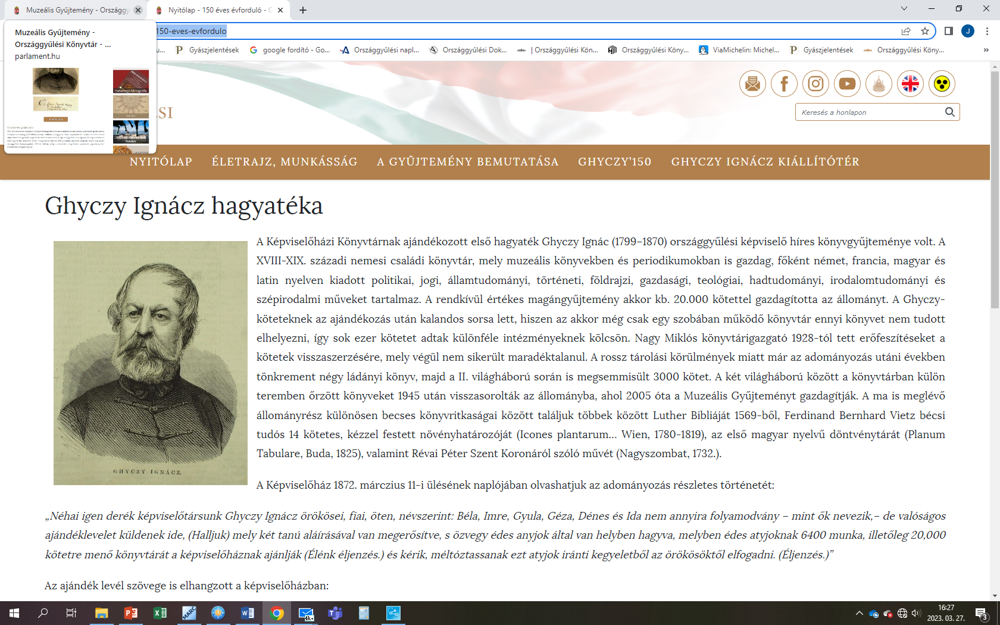 Muzeális Gyűjtemény - Országgy
Nyitólap - 150 éves évforduló - O
Muzeális Gyűjtemény -
Országgyűlési Könyvtár - ...
parlament.hu
150-eves-evfordulo
J
u...
Gyászjelentések
google fordító - Go...
Országgyűlési napl...
Országgyűlési Dok...
| Országgyűlési Kön...
Országgyűlési Köny...
ViaMichelin: Michel...
Gyászjelentések
Országgyűlési Köny...
»
Parlamenti bibliográfia
Fotótár
SI
Keresés a honlapon
NYITÓLAP
ÉLETRAJZ, MUNKÁSSÁG
A GYŰJTEMÉNY BEMUTATÁSA
GHYCZY’150
GHYCZY IGNÁCZ KIÁLLÍTÓTÉR
Ghyczy Ignácz hagyatéka
A Képviselőházi Könyvtárnak ajándékozott első hagyaték Ghyczy Ignác (1799–1870) országgyűlési képviselő híres könyvgyűjteménye volt. A
XVIII-XIX. századi nemesi családi könyvtár, mely muzeális könyvekben és periodikumokban is gazdag, főként német, francia, magyar és
latin nyelven kiadott politikai, jogi, államtudományi, történeti, földrajzi, gazdasági, teológiai, hadtudományi, irodalomtudományi és
szépirodalmi műveket tartalmaz. A rendkívül értékes magángyűjtemény akkor kb. 20.000 kötettel gazdagította az állományt. A Ghyczy-
köteteknek az ajándékozás után kalandos sorsa lett, hiszen az akkor még csak egy szobában működő könyvtár ennyi könyvet nem tudott
elhelyezni, így sok ezer kötetet adtak különféle intézményeknek kölcsön. Nagy Miklós könyvtárigazgató 1928-tól tett erőfeszítéseket a
kötetek visszaszerzésére, mely végül nem sikerült maradéktalanul. A rossz tárolási körülmények miatt már az adományozás utáni években
tönkrement négy ládányi könyv, majd a II. világháború során is megsemmisült 3000 kötet. A két világháború között a könyvtárban külön
teremben őrzött könyveket 1945 után visszasorolták az állományba, ahol 2005 óta a Muzeális Gyűjteményt gazdagítják. A ma is meglévő
állományrész különösen becses könyvritkaságai között találjuk többek között Luther Bibliáját 1569-ből, Ferdinand Bernhard Vietz bécsi
tudós 14 kötetes, kézzel festett növényhatározóját (Icones plantarum... Wien, 1780-1819), az első magyar nyelvű döntvénytárát (Planum
Tabulare, Buda, 1825), valamint Révai Péter Szent Koronáról szóló művét (Nagyszombat, 1732.).
GHYCZY IGNÁCZ
A Képviselőház 1872. márczius 11-i ülésének naplójában olvashatjuk az adományozás részletes történetét:
„Néhai igen derék képviselőtársunk Ghyczy Ignácz örökösei, fiai, öten, névszerint: Béla, Imre, Gyula, Géza, Dénes és Ida nem annyira folyamodvány – mint ők nevezik,– de valóságos
ajándéklevelet küldenek ide, (Halljuk) mely két tanú aláírásával van megerősítve, s özvegy édes anyjok által van helyben hagyva, melyben édes atyjoknak 6400 munka, illetőleg 20,000
kötetre menő könyvtárát a képviselőháznak ajánlják (Élénk éljenzés.) és kérik, méltóztassanak ezt atyjok iránti kegyeletből az örökösöktől elfogadni. (Éljenzés.)”
Az ajándék levél szövege is elhangzott a képviselőházban:
MARC
4k+
16:27
2023. 03. 27.
3